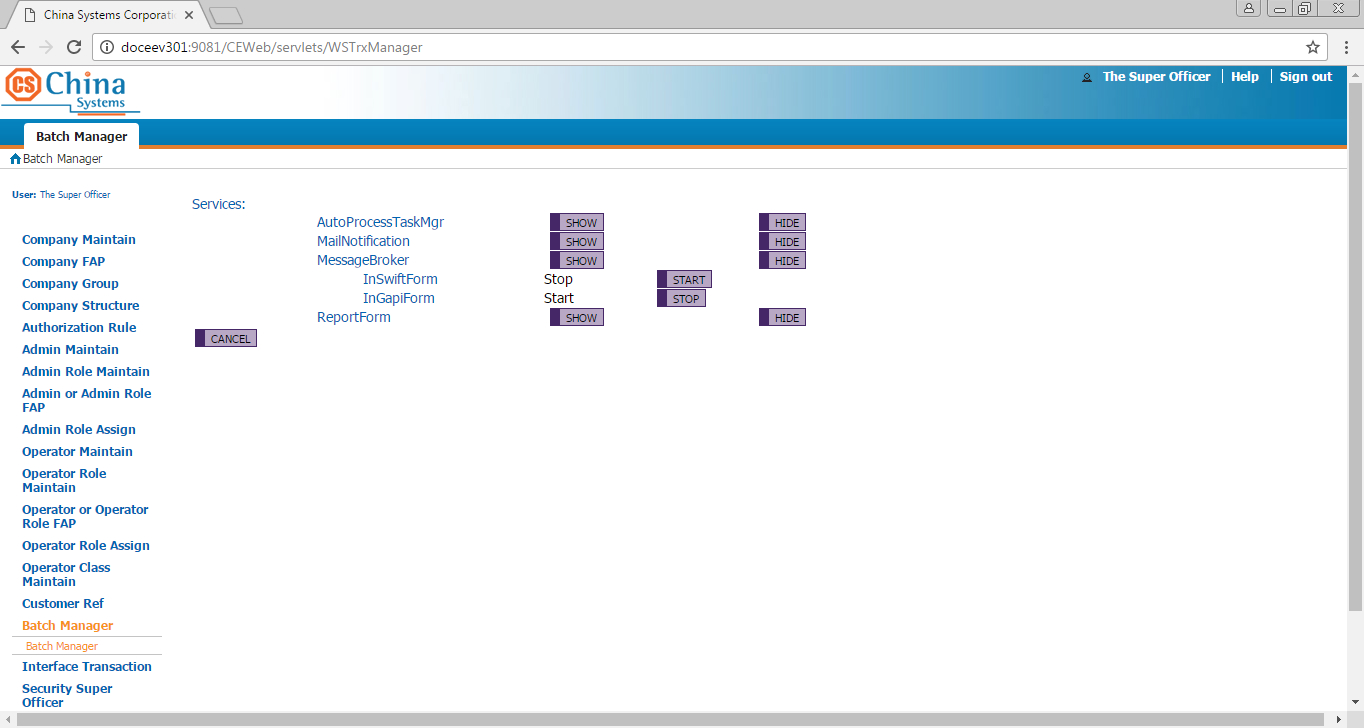 China Systems Corporati
doceev301:9081/CEWeb/servlets/WSTrxManager
CS China Systems
The Super Officer Help Sign out
Batch Manager
Batch Manager
User: The Super Officer
Company Maintain
Company FAP
Company Group
Company Structure
Authorization Rule
Admin Maintain
Admin Role Maintain
Admin or Admin Role
FAP
Admin Role Assign
Operator Maintain
Operator Role
Maintain
Operator or Operator
Role FAP
Operator Role Assign
Operator Class
Maintain
Customer Ref
Batch Manager
Batch Manager
Interface Transaction
Security Super
Officer
Services:
AutoProcessTaskMgr SHOW HIDE
MailNotification SHOW HIDE
MessageBroker SHOW HIDE
InSwiftForm Stop START
InGapiForm Start STOP
ReportForm SHOW HIDE
CANCEL